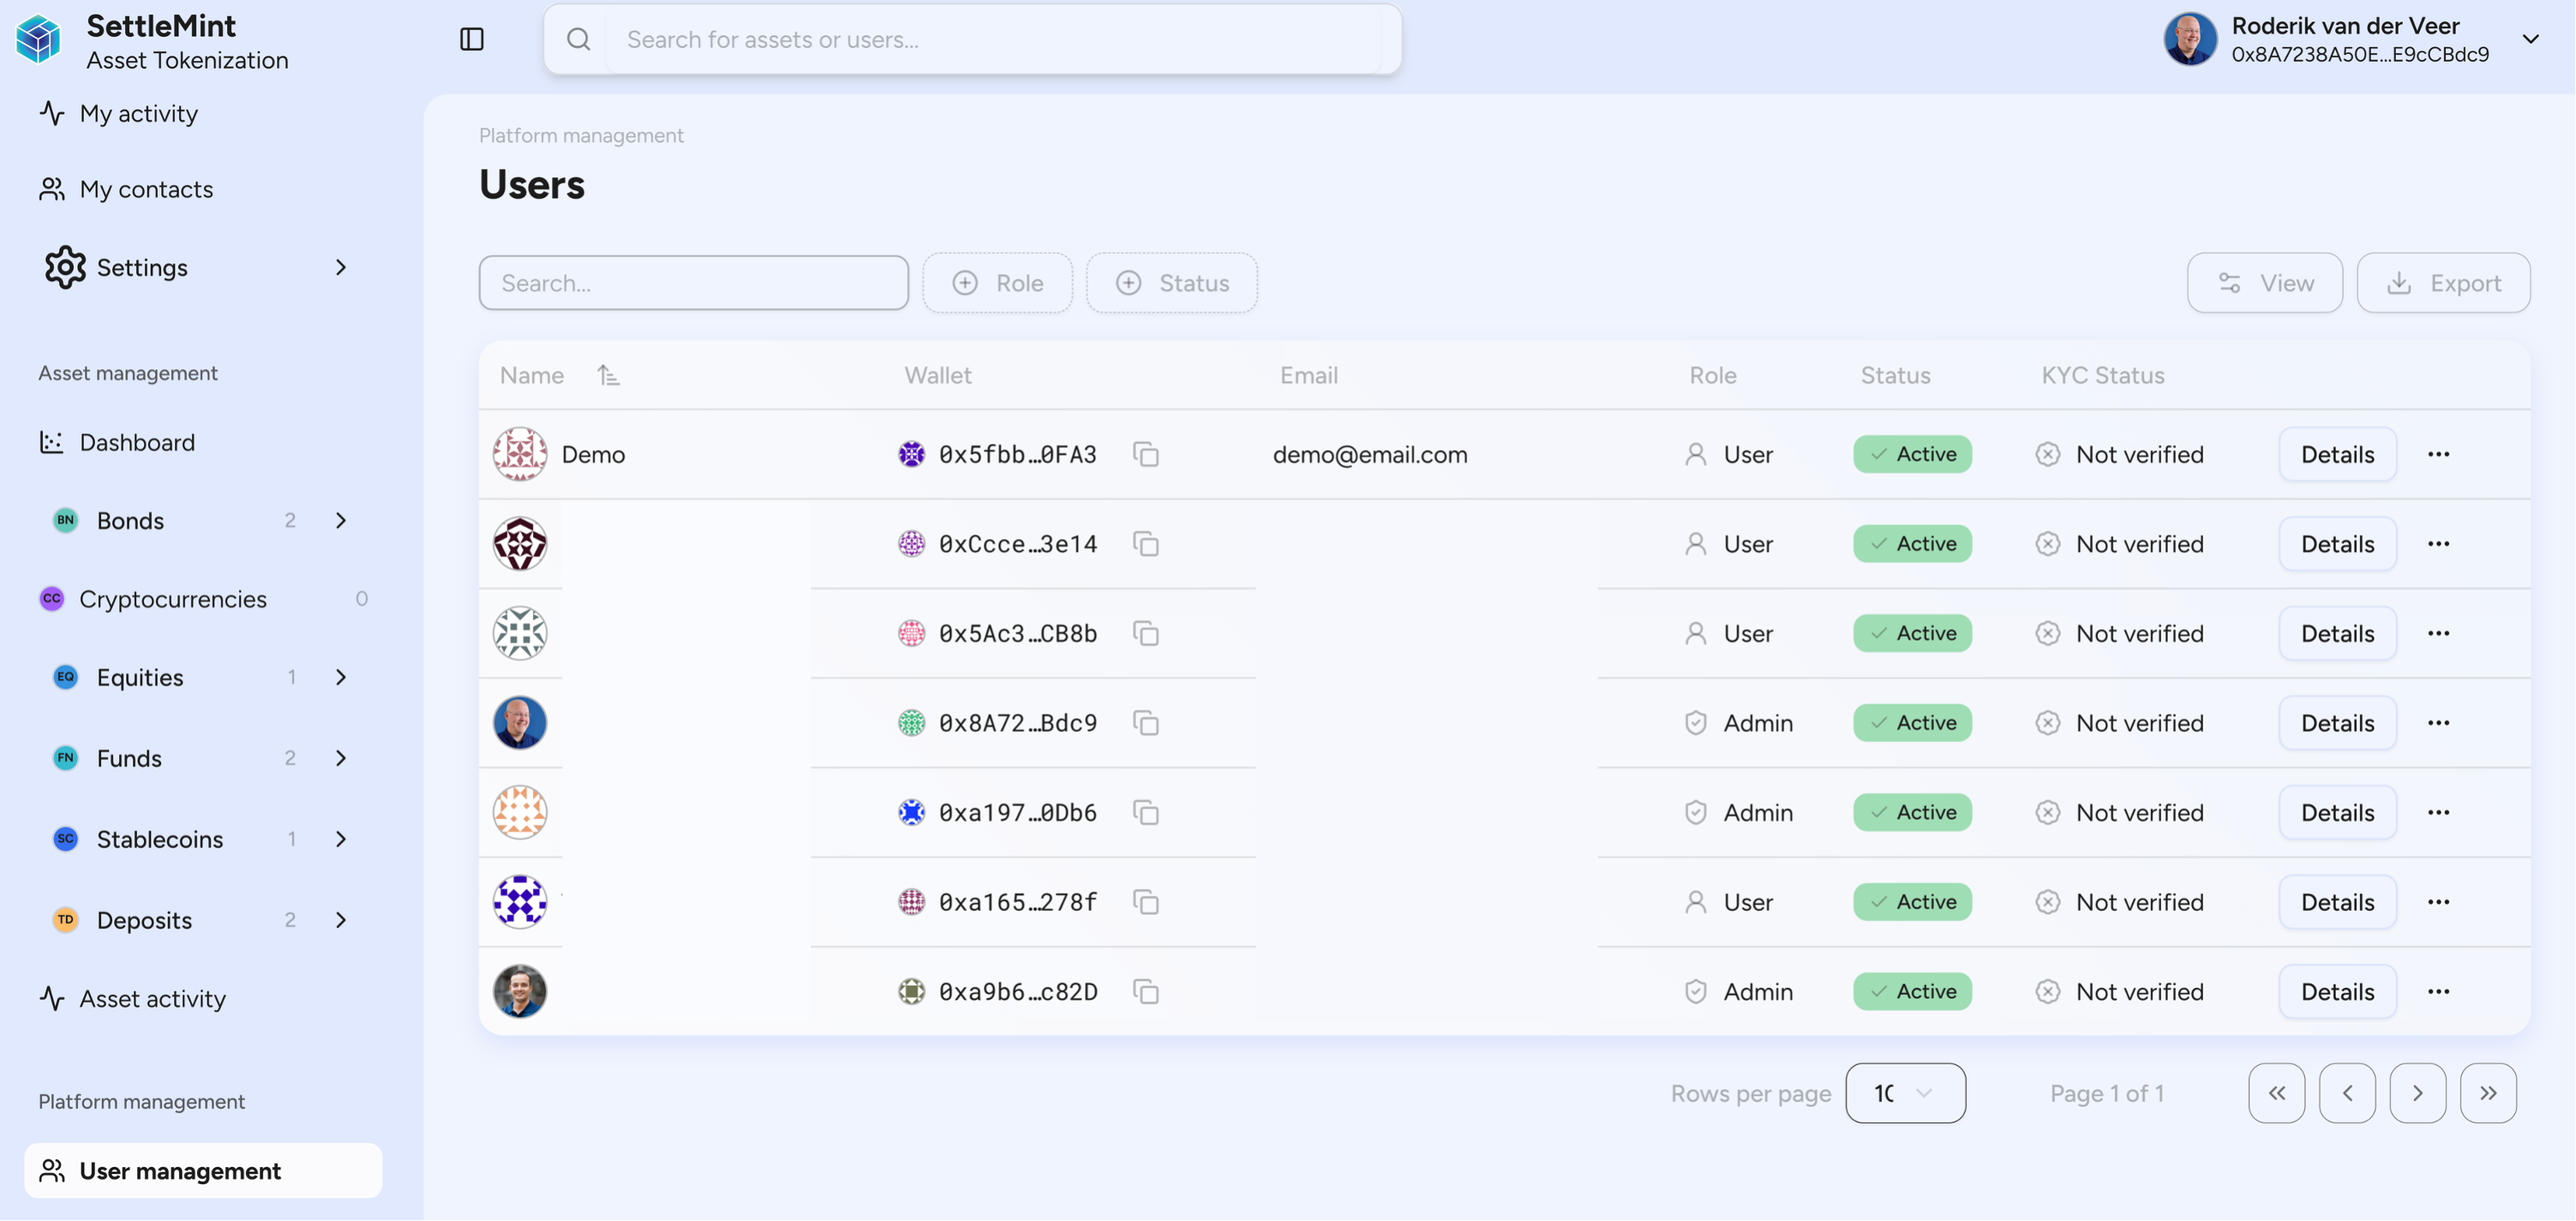 SettleMint
Asset Tokenization
Search for assets or users...
Roderik van der Veer
0x8A7238A50E...E9cCBdc9
My activity
My contacts
Settings
Asset management
Dashboard
BN Bonds 2
CC Cryptocurrencies 0
EQ Equities 1
FN Funds 2
SC Stablecoins 1
TD Deposits 2
Asset activity
Platform management
User management
Platform management
Users
Search... Role Status View Export
Name Wallet Email Role Status KYC Status
Demo 0x5fbb...0FA3 demo@email.com User Active Not verified Details
0xCcce...3e14 User Active Not verified Details
0x5Ac3...CB8b User Active Not verified Details
0x8A72...Bdc9 Admin Active Not verified Details
0xa197...0Db6 Admin Active Not verified Details
0xa165...278f User Active Not verified Details
0xa9b6...c82D Admin Active Not verified Details
Rows per page 10 Page 1 of 1